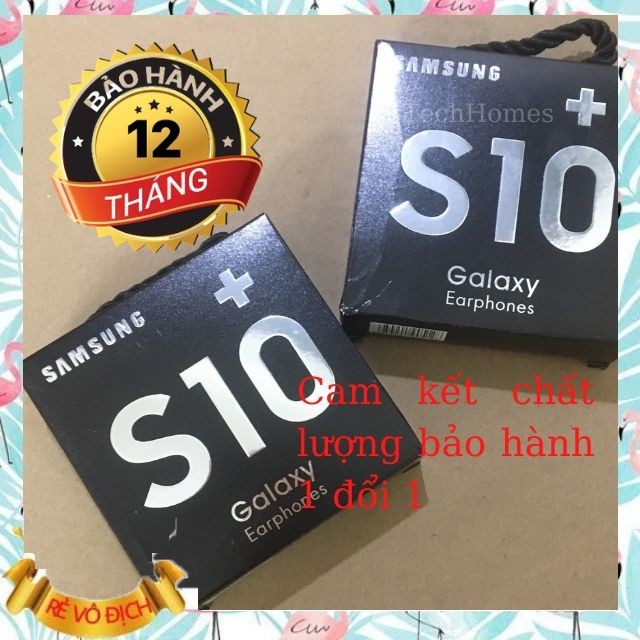 BẢO HÀNH
12
THÁNG
SAMSUNG
TechHomes
S10+
Galaxy
Earphones
SAMSUNG
S10+
Galaxy
Earphones
Cam kết chất
lượng bảo hành
1 đổi 1
RẺ VÔ ĐỊCH